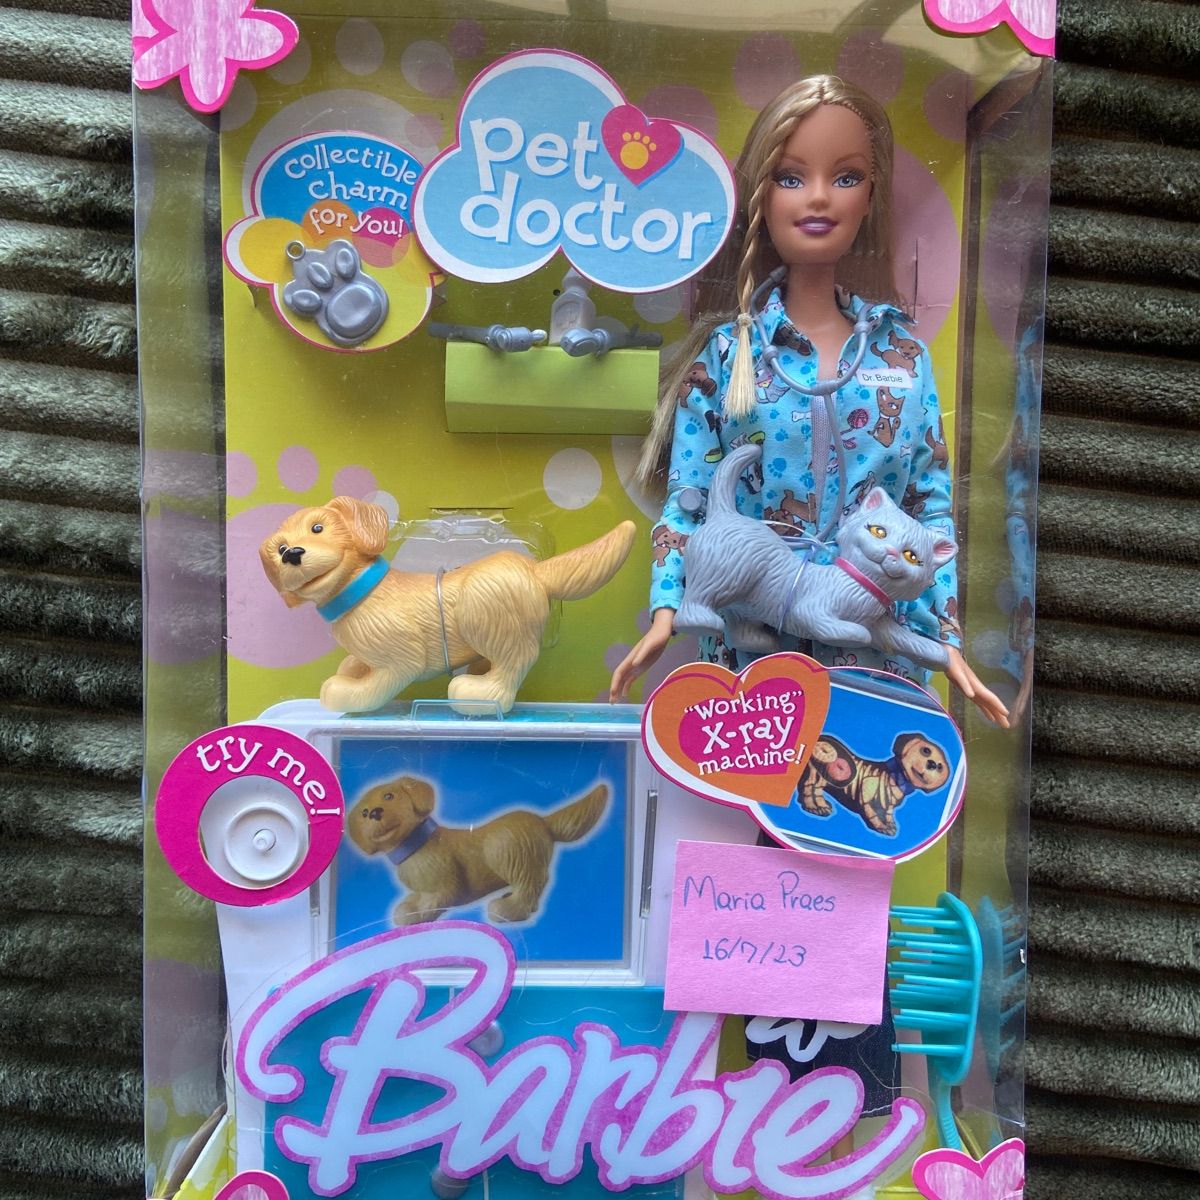 collectible
charm
for you!
pet
doctor
Dr. Barbie
"working"
x-ray
machine!
try me!
Maria Praes
16/7/23
Barbie